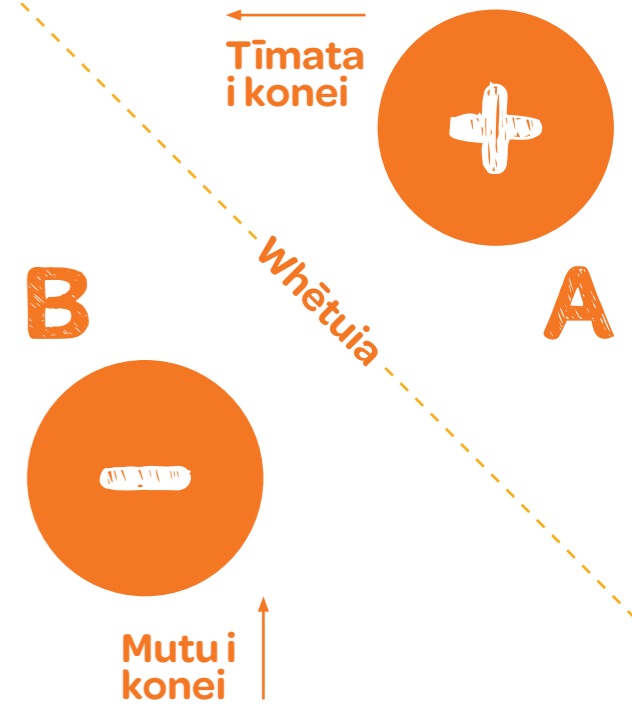 Tīmata
i konei
+
Whētuia
B
A
-
Mutu i
konei